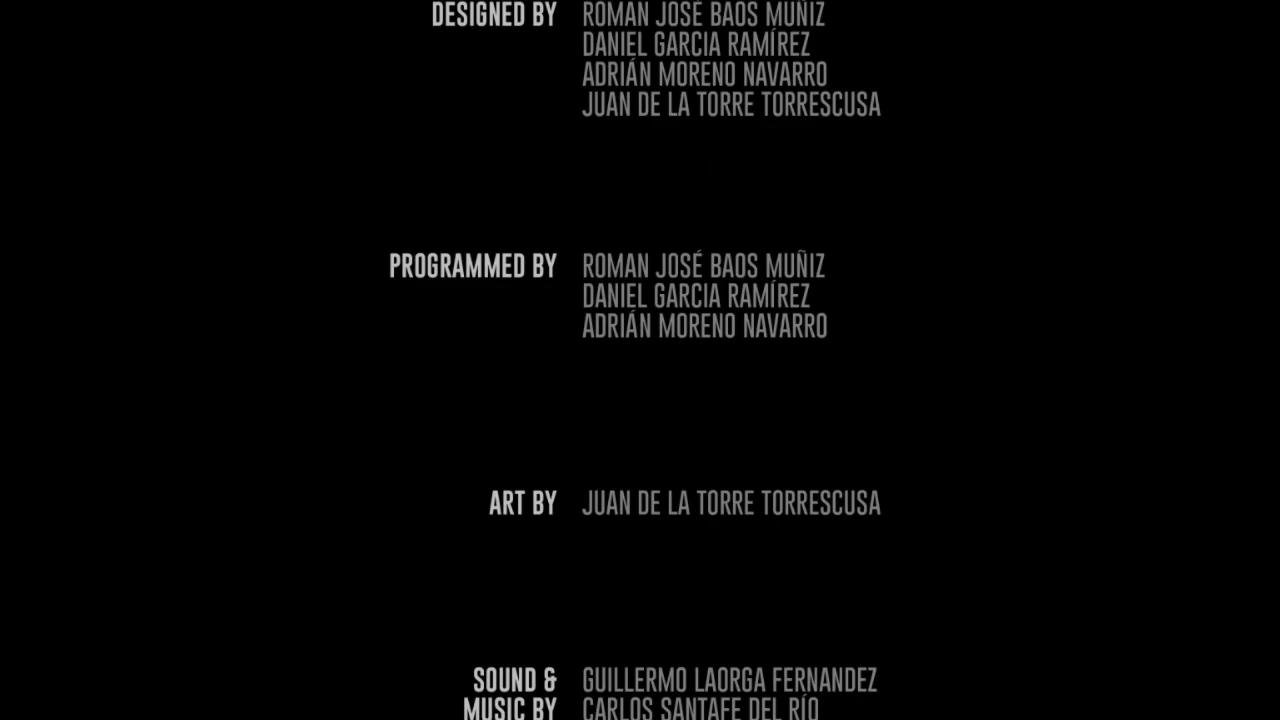 DESIGNED BY ROMAN JOSÉ BAOS MUÑIZ
DANIEL GARCIA RAMÍREZ
ADRIÁN MORENO NAVARRO
JUAN DE LA TORRE TORRESCUSA
PROGRAMMED BY ROMAN JOSÉ BAOS MUÑIZ
DANIEL GARCIA RAMÍREZ
ADRIÁN MORENO NAVARRO
ART BY JUAN DE LA TORRE TORRESCUSA
SOUND & GUILLERMO LAORGA FERNANDEZ
MUSIC BY CARLOS SANTAFE DEL RÍO